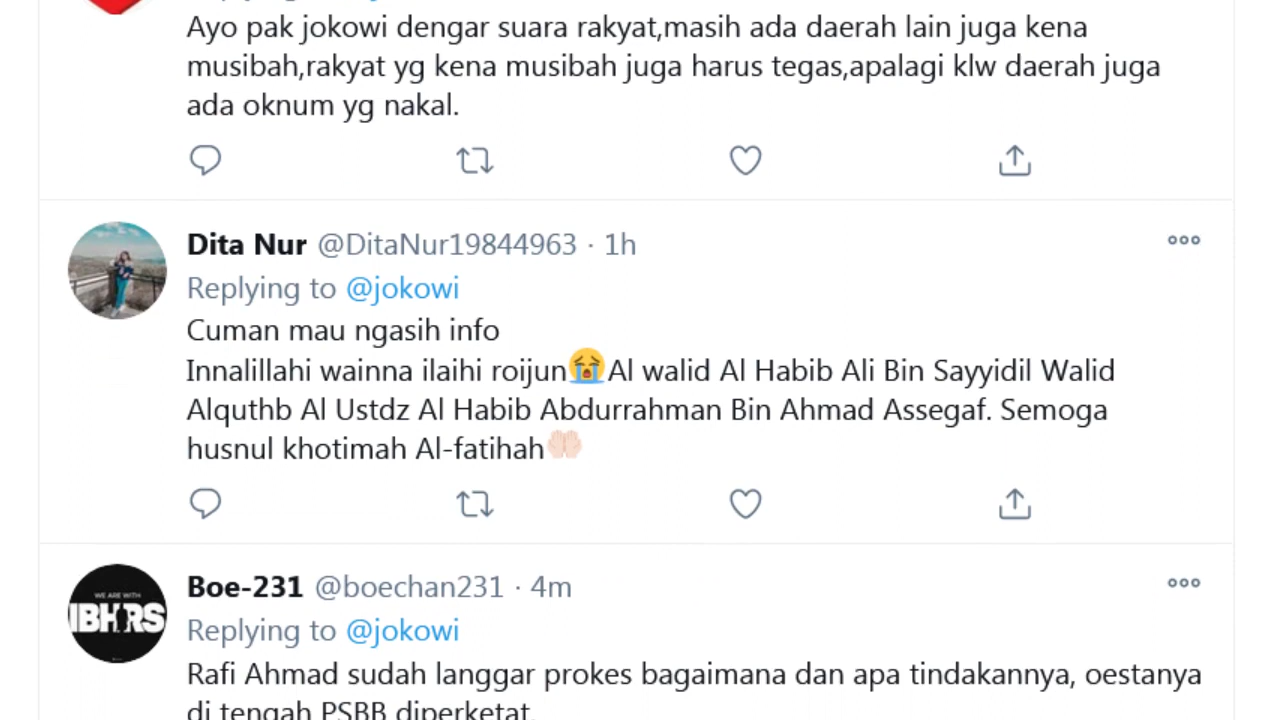 Ayo pak jokowi dengar suara rakyat,masih ada daerah lain juga kena
musibah,rakyat yg kena musibah juga harus tegas,apalagi klw daerah juga
ada oknum yg nakal.
Dita Nur @DitaNur19844963 · 1h
Replying to @jokowi
Cuman mau ngasih info
Innalillahi wainna ilaihi roijun😭Al walid Al Habib Ali Bin Sayyidil Walid
Alquthb Al Ustdz Al Habib Abdurrahman Bin Ahmad Assegaf. Semoga
husnul khotimah Al-fatihah🤲🏻
Boe-231 @boechan231 · 4m
WE ARE WITH
IBHRS
Replying to @jokowi
Rafi Ahmad sudah langgar prokes bagaimana dan apa tindakannya, oestanya
di tengah PSBB diperketat.